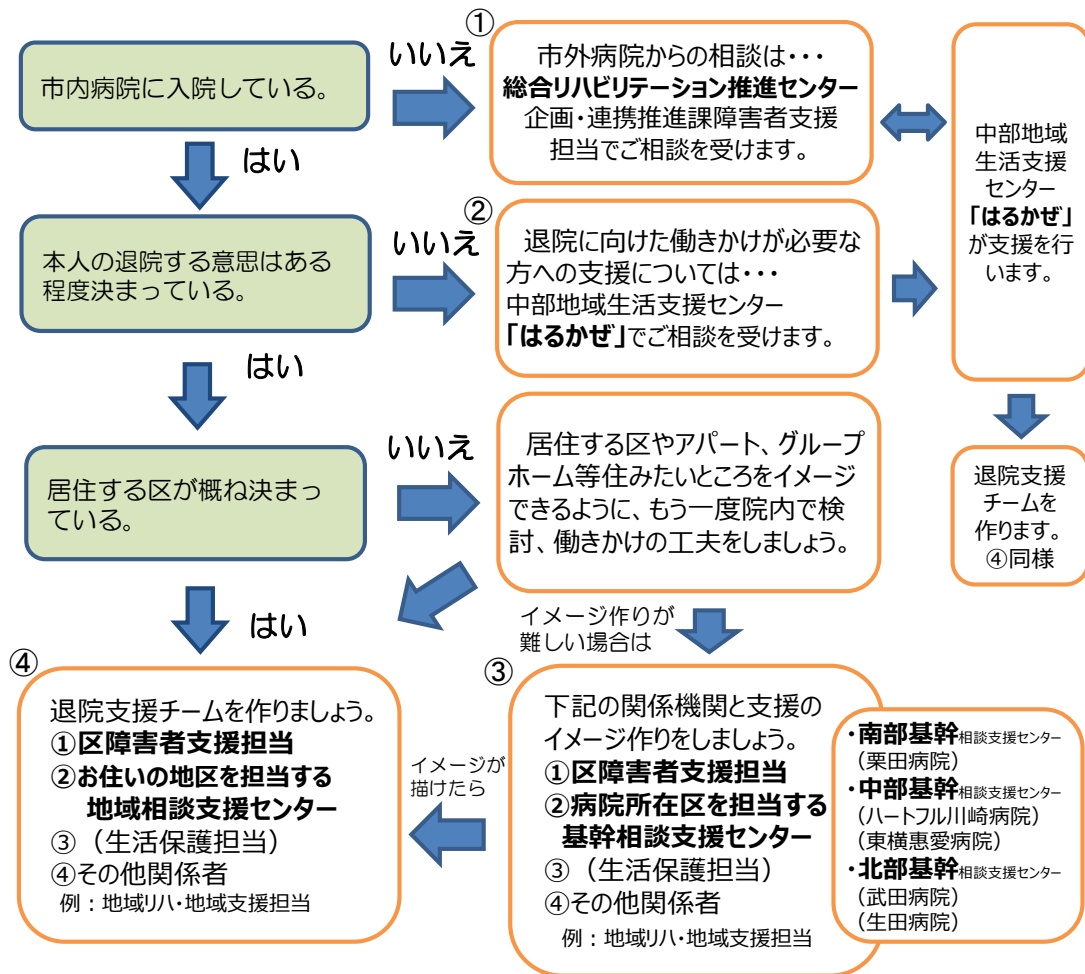 市内病院に入院している。
いいえ
①
市外病院からの相談は・・・
総合リハビリテーション推進センター
企画・連携推進課障害者支援
担当でご相談を受けます。
中部地域
生活支援
センター
「はるかぜ」
が支援を行
います。
はい
本人の退院する意思はある
程度決まっている。
いいえ
②
退院に向けた働きかけが必要な
方への支援については・・・
中部地域生活支援センター
「はるかぜ」でご相談を受けます。
はい
居住する区が概ね決まっ
ている。
いいえ
居住する区やアパート、グループ
ホーム等住みたいところをイメージ
できるように、もう一度院内で検
討、働きかけの工夫をしましょう。
退院支援
チームを
作ります。
④同様
はい
イメージ作りが
難しい場合は
④
退院支援チームを作りましょう。
①区障害者支援担当
②お住いの地区を担当する
地域相談支援センター
③（生活保護担当）
④その他関係者
例：地域リハ・地域支援担当
イメージが
描けたら
③
下記の関係機関と支援の
イメージ作りをしましょう。
①区障害者支援担当
②病院所在区を担当する
基幹相談支援センター
③（生活保護担当）
④その他関係者
例：地域リハ・地域支援担当
・南部基幹相談支援センター
（栗田病院）
・中部基幹相談支援センター
（ハートフル川崎病院）
（東横惠愛病院）
・北部基幹相談支援センター
（武田病院）
（生田病院）